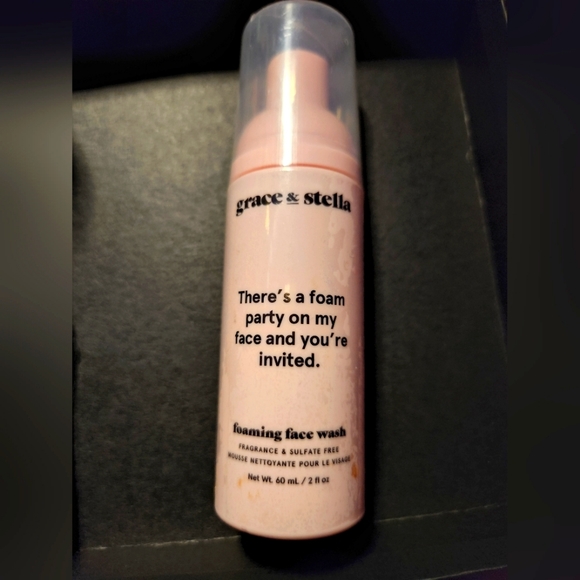 grace & stella
There's a foam
party on my
face and you're
invited.
foaming face wash
FRAGRANCE & SULFATE FREE
MOUSSE NETTOYANTE POUR LE VISAGE
Net Wt. 60 mL / 2 fl oz